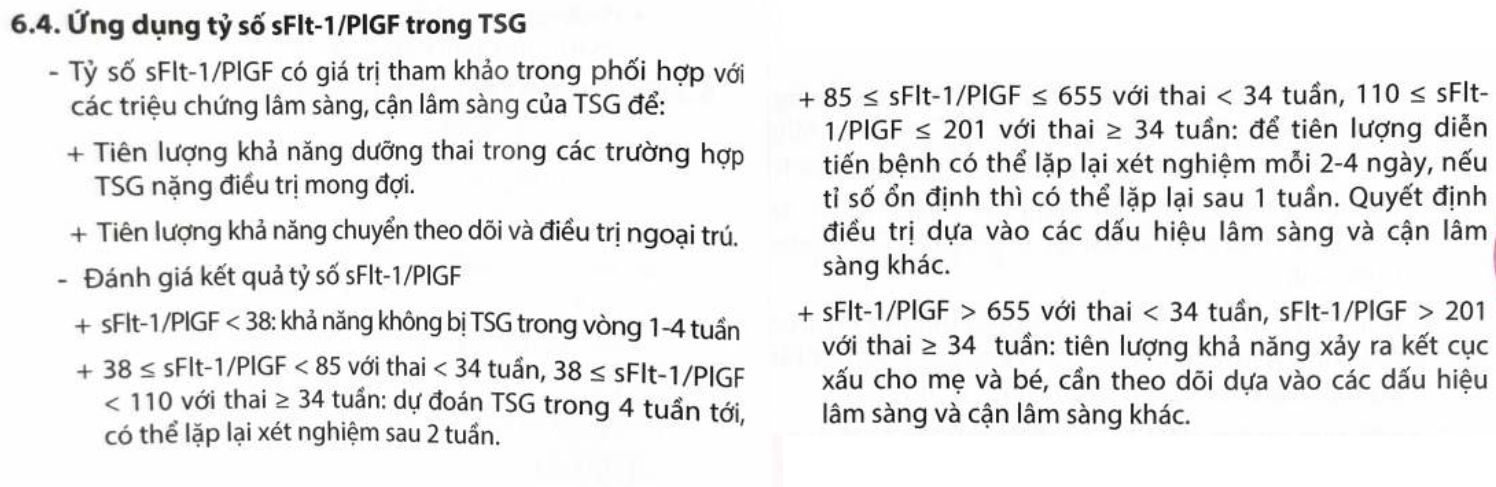 6.4. Ứng dụng tỷ số sFlt-1/PlGF trong TSG
- Tỷ số sFlt-1/PlGF có giá trị tham khảo trong phối hợp với
các triệu chứng lâm sàng, cận lâm sàng của TSG để:
+ Tiên lượng khả năng dưỡng thai trong các trường hợp
TSG nặng điều trị mong đợi.
+ Tiên lượng khả năng chuyển theo dõi và điều trị ngoại trú.
- Đánh giá kết quả tỷ số sFlt-1/PlGF
+ sFlt-1/PlGF < 38: khả năng không bị TSG trong vòng 1-4 tuần
+ 38 ≤ sFlt-1/PlGF < 85 với thai < 34 tuần, 38 ≤ sFlt-1/PlGF
< 110 với thai ≥ 34 tuần: dự đoán TSG trong 4 tuần tới,
có thể lặp lại xét nghiệm sau 2 tuần.
+ 85 ≤ sFlt-1/PlGF ≤ 655 với thai < 34 tuần, 110 ≤ sFlt-
1/PlGF ≤ 201 với thai ≥ 34 tuần: để tiên lượng diễn
tiến bệnh có thể lặp lại xét nghiệm mỗi 2-4 ngày, nếu
tỉ số ổn định thì có thể lặp lại sau 1 tuần. Quyết định
điều trị dựa vào các dấu hiệu lâm sàng và cận lâm
sàng khác.
+ sFlt-1/PlGF > 655 với thai < 34 tuần, sFlt-1/PlGF > 201
với thai ≥ 34 tuần: tiên lượng khả năng xảy ra kết cục
xấu cho mẹ và bé, cần theo dõi dựa vào các dấu hiệu
lâm sàng và cận lâm sàng khác.